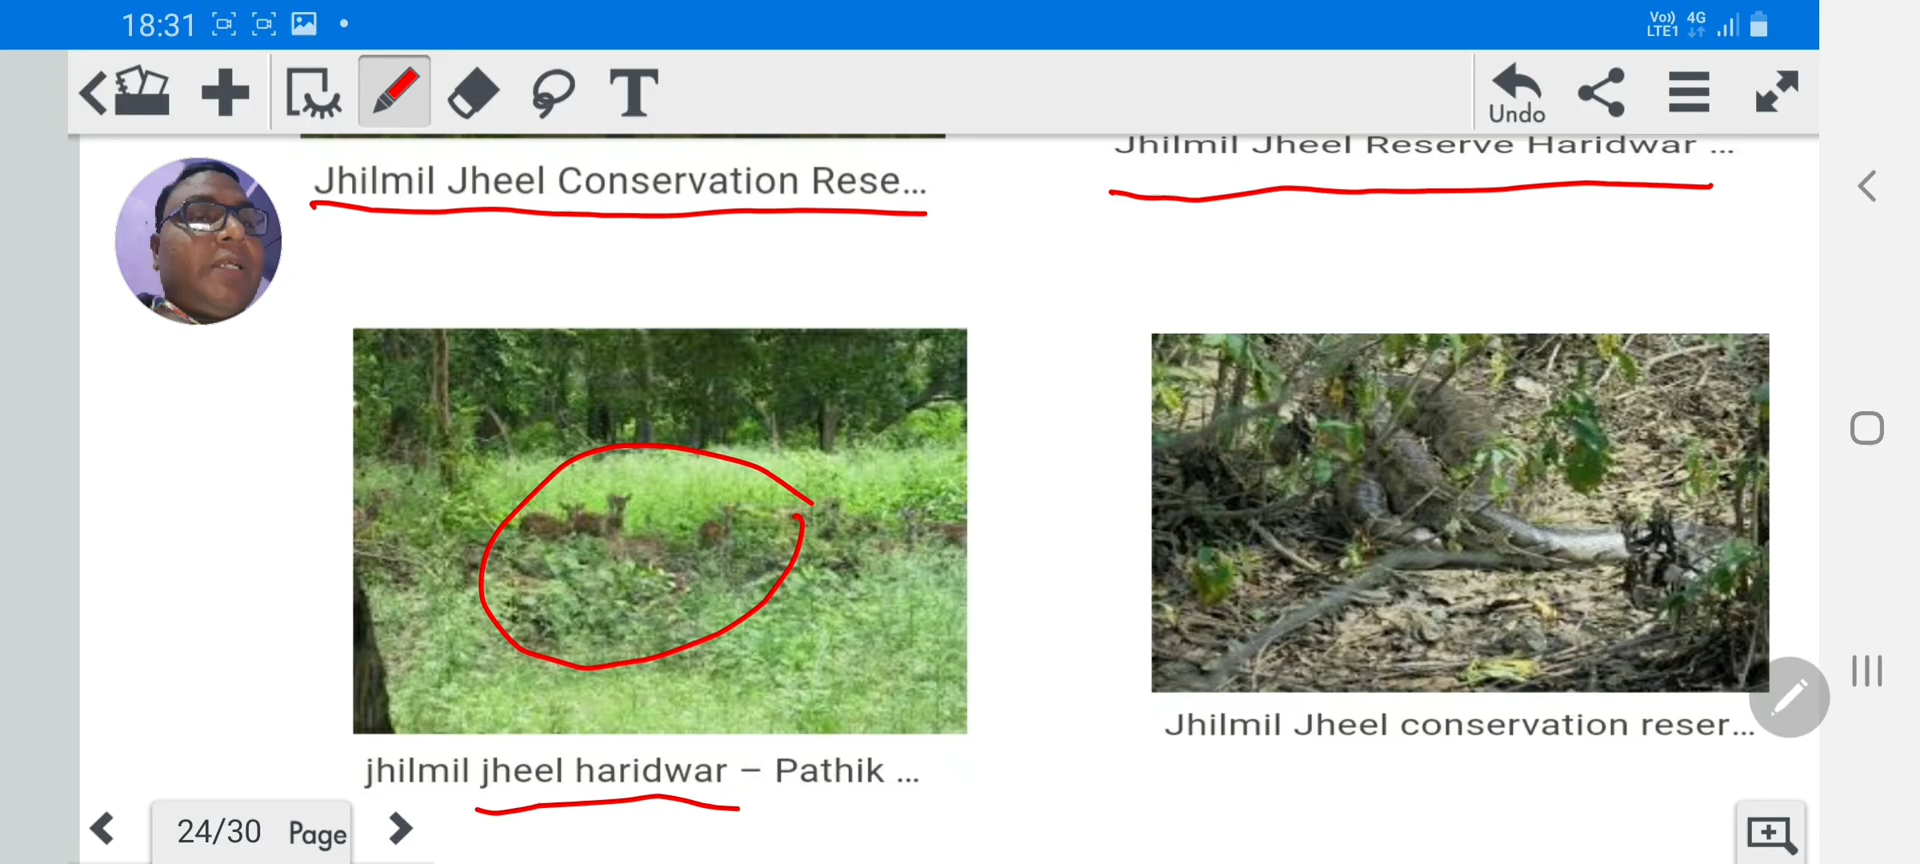 18:31
Vo)) 4G
LTE1
T
Undo
Jhilmil Jheel Reserve Haridwar ...
Jhilmil Jheel Conservation Rese...
Jhilmil Jheel conservation reser...
jhilmil jheel haridwar – Pathik ...
24/30 Page